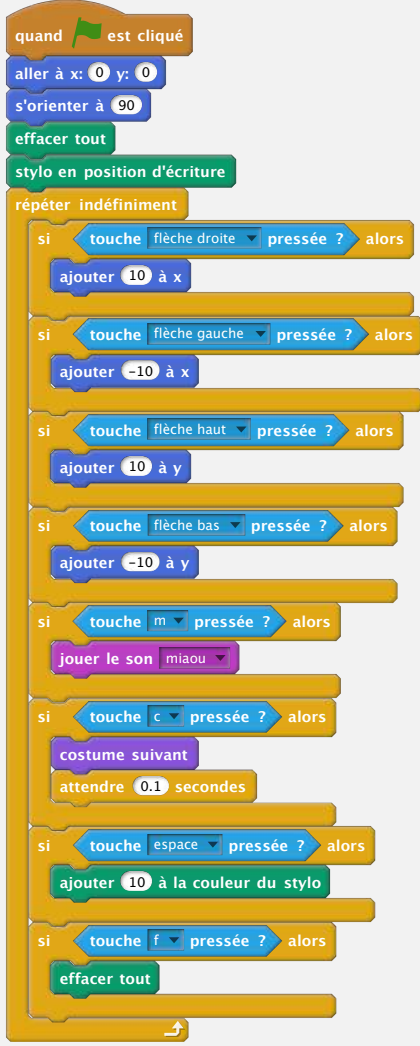 quand est cliqué
aller à x: 0 y: 0
s'orienter à 90
effacer tout
stylo en position d'écriture
répéter indéfiniment
si touche flèche droite pressée ? alors
ajouter 10 à x
si touche flèche gauche pressée ? alors
ajouter -10 à x
si touche flèche haut pressée ? alors
ajouter 10 à y
si touche flèche bas pressée ? alors
ajouter -10 à y
si touche m pressée ? alors
jouer le son miaou
si touche c pressée ? alors
costume suivant
attendre 0.1 secondes
si touche espace pressée ? alors
ajouter 10 à la couleur du stylo
si touche f pressée ? alors
effacer tout